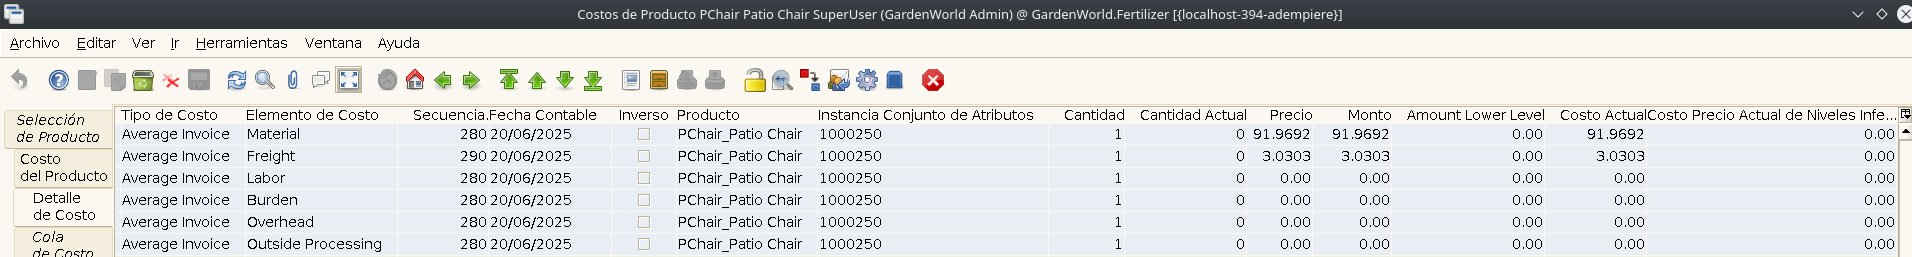 Costos de Producto PChair Patio Chair SuperUser (GardenWorld Admin) @ GardenWorld.Fertilizer [{localhost-394-adempiere}]
Archivo Editar Ver Ir Herramientas Ventana Ayuda
Selección de Producto
Costo del Producto
Detalle de Costo
Cola de Costo
Tipo de Costo Elemento de Costo Secuencia. Fecha Contable Inverso Producto Instancia Conjunto de Atributos Cantidad Cantidad Actual Precio Monto Amount Lower Level Costo Actual Costo Precio Actual de Niveles Infe...
Average Invoice Material 280 20/06/2025 PChair_Patio Chair 1000250 1 0 91.9692 91.9692 0.00 91.9692 0.00
Average Invoice Freight 290 20/06/2025 PChair_Patio Chair 1000250 1 0 3.0303 3.0303 0.00 3.0303 0.00
Average Invoice Labor 280 20/06/2025 PChair_Patio Chair 1000250 1 0 0.00 0.00 0.00 0.00 0.00
Average Invoice Burden 280 20/06/2025 PChair_Patio Chair 1000250 1 0 0.00 0.00 0.00 0.00 0.00
Average Invoice Overhead 280 20/06/2025 PChair_Patio Chair 1000250 1 0 0.00 0.00 0.00 0.00 0.00
Average Invoice Outside Processing 280 20/06/2025 PChair_Patio Chair 1000250 1 0 0.00 0.00 0.00 0.00 0.00